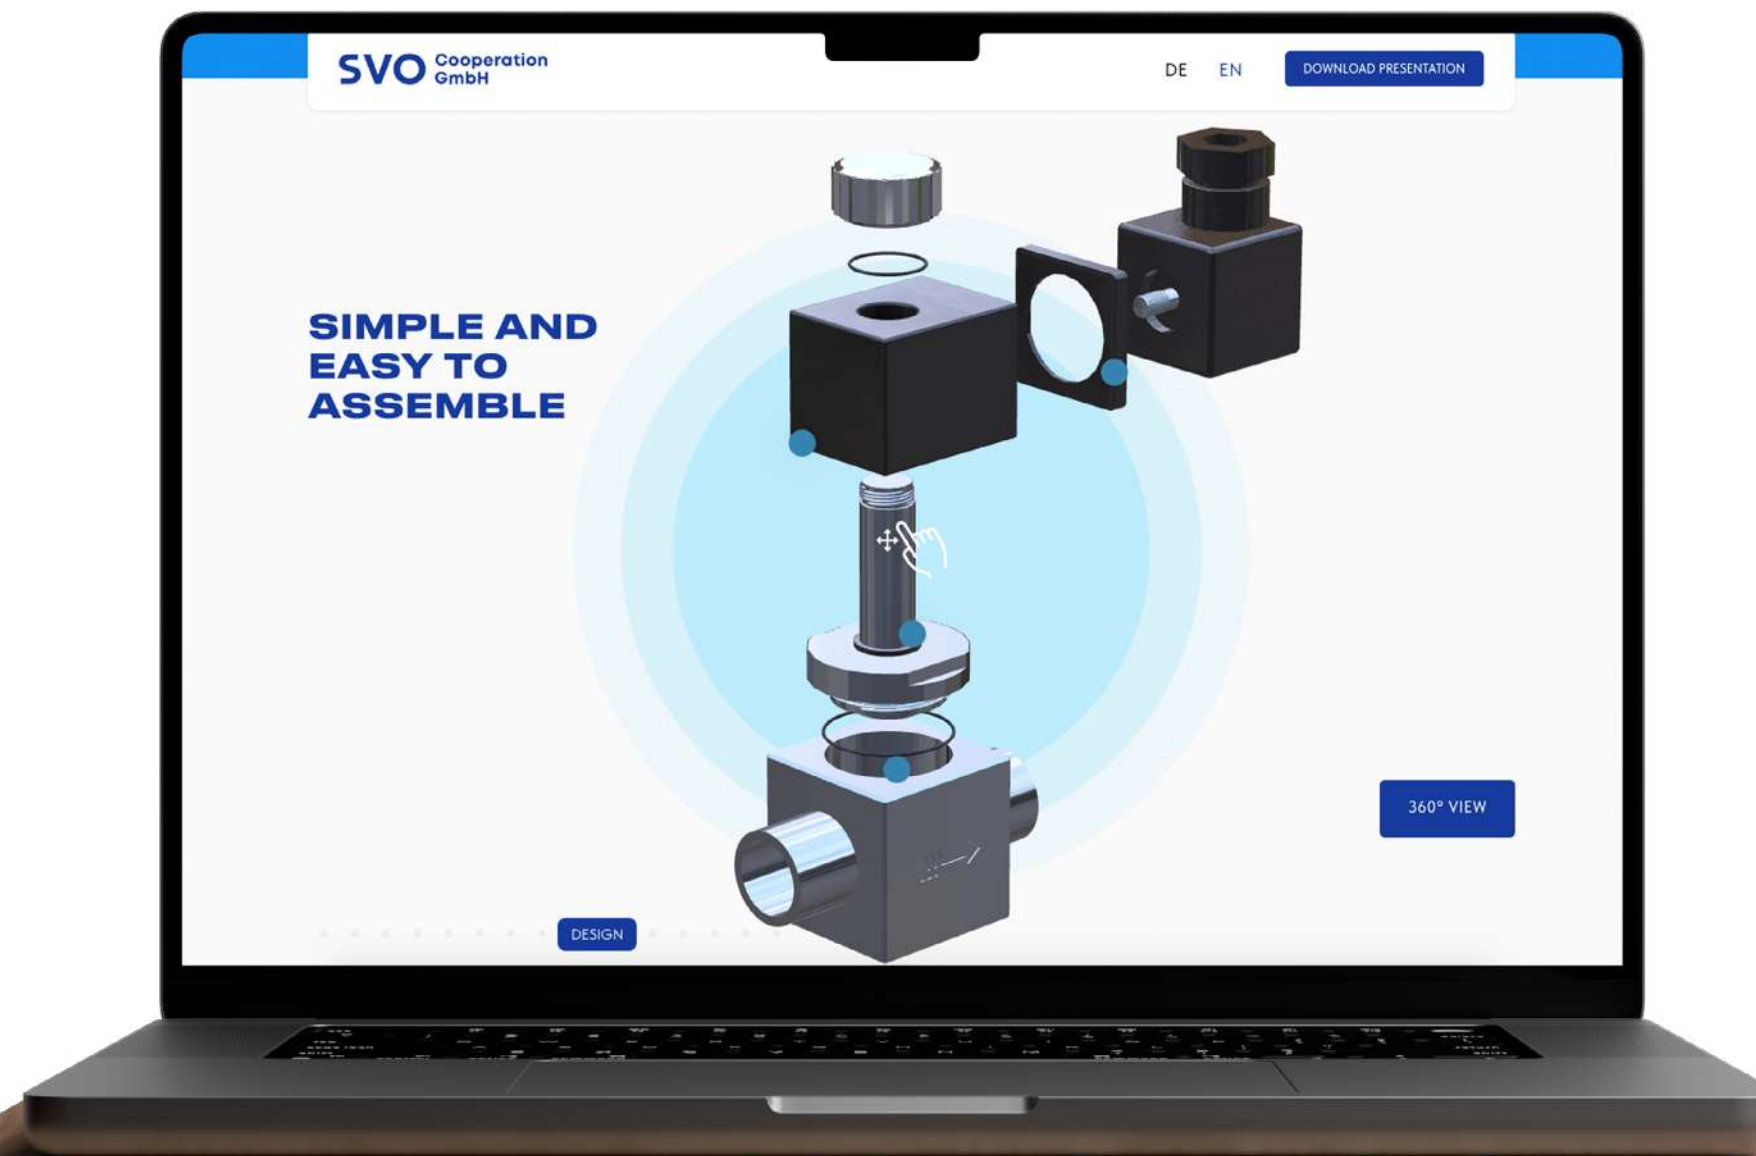 SVO Cooperation
GmbH
DE
EN
DOWNLOAD PRESENTATION
SIMPLE AND
EASY TO
ASSEMBLE
360° VIEW
DESIGN